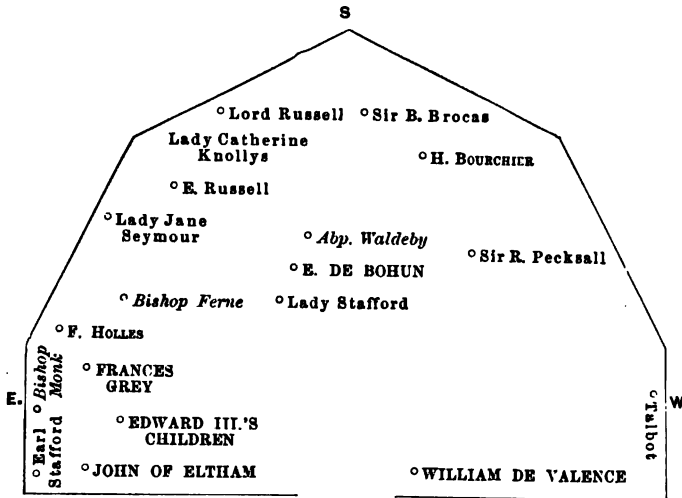 S
Lord Russell
Sir B. Brocas
Lady Catherine
Knollys
H. BOURCHIER
E. Russell
Lady Jane
Seymour
Abp. Waldeby
Sir R. Pecksall
E. DE BOHUN
Bishop Ferne
Lady Stafford
F. HOLLES
Bishop
Monk
FRANCES
GREY
E.
W
Talbot
EDWARD III.'S
CHILDREN
Earl
Stafford
JOHN OF ELTHAM
WILLIAM DE VALENCE